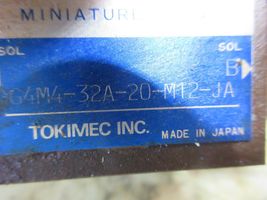 MINIATURE
SOL SOL
B
G4M4-32A-20-M12-JA
TOKIMEC INC. MADE IN JAPAN